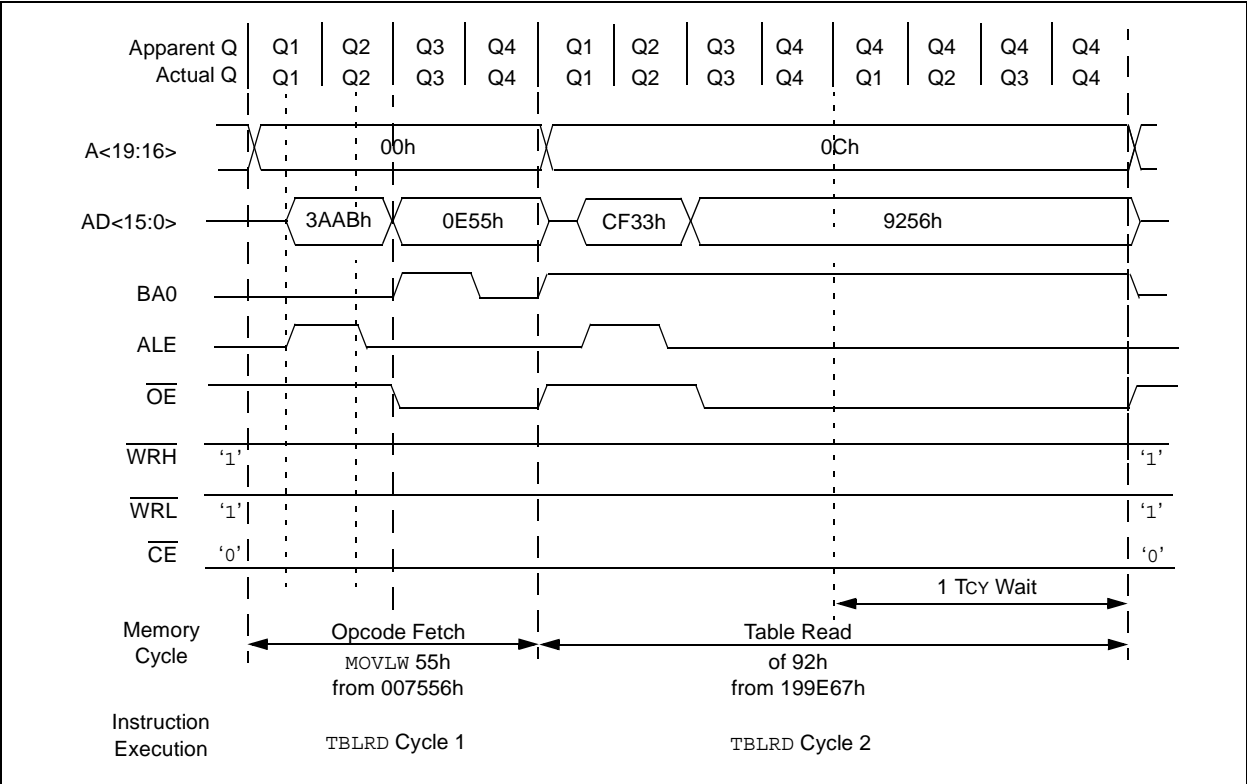 Apparent Q Q1 Q2 Q3 Q4 Q1 Q2 Q3 Q4 Q4 Q4 Q4 Q4
Actual Q Q1 Q2 Q3 Q4 Q1 Q2 Q3 Q4 Q1 Q2 Q3 Q4
A<19:16> 00h 0Ch
AD<15:0> 3AABh 0E55h CF33h 9256h
BA0
ALE
OE
WRH ‘1’ ‘1’
WRL ‘1’ ‘1’
CE ‘0’ ‘0’
1 TCY Wait
Memory Cycle
Opcode Fetch
MOVLW 55h
from 007556h
Table Read
of 92h
from 199E67h
Instruction
Execution
TBLRD Cycle 1
TBLRD Cycle 2